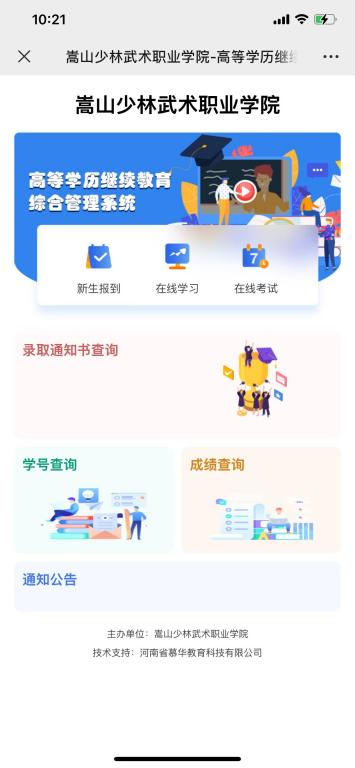 10:21
嵩山少林武术职业学院-高等学历继续
嵩山少林武术职业学院
高等学历继续教育
综合管理系统
7
新生报到
在线学习
在线考试
录取通知书查询
学号查询
成绩查询
通知公告
主办单位：嵩山少林武术职业学院
技术支持：河南省慕华教育科技有限公司